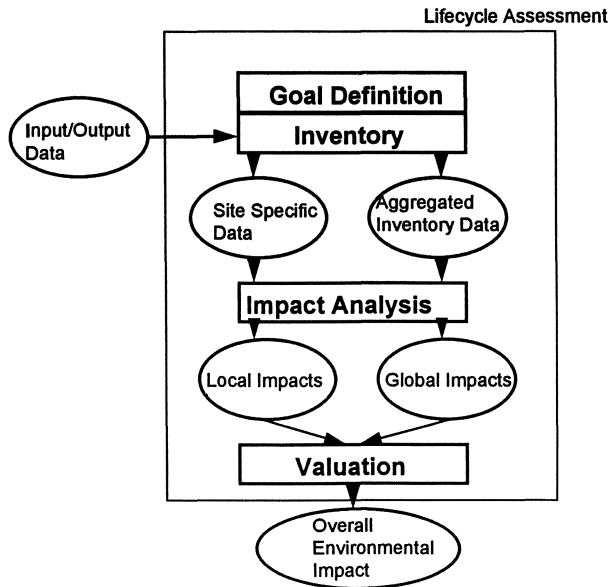 Lifecycle Assessment
Goal Definition
Input/Output
Data
Inventory
Site Specific
Data
Aggregated
Inventory Data
Impact Analysis
Local Impacts
Global Impacts
Valuation
Overall
Environmental
Impact